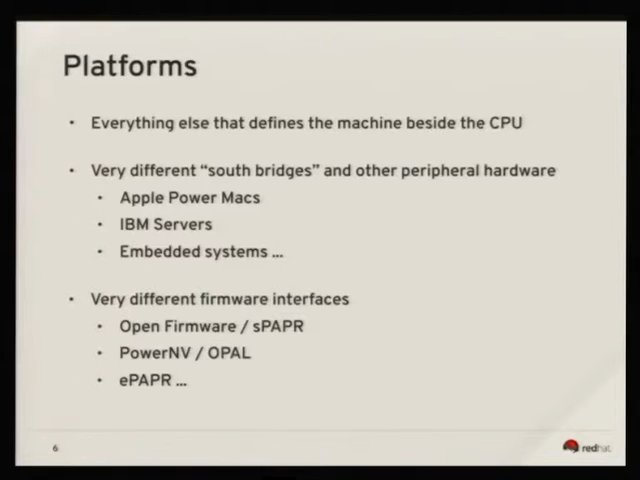 Platforms
• Everything else that defines the machine beside the CPU
• Very different “south bridges” and other peripheral hardware
• Apple Power Macs
• IBM Servers
• Embedded systems ...
• Very different firmware interfaces
• Open Firmware / sPAPR
• PowerNV / OPAL
• ePAPR ...
6
redhat.